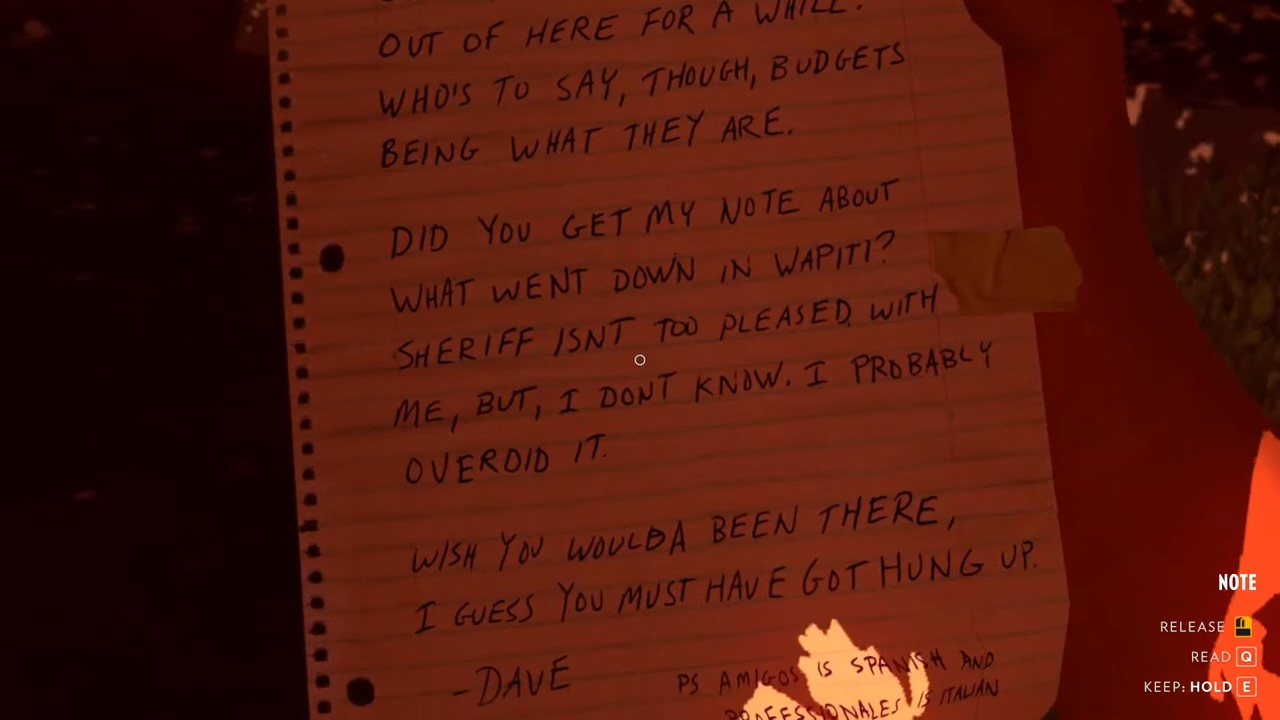 OUT OF HERE FOR A WHILE.
WHO'S TO SAY, THOUGH, BUDGETS
BEING WHAT THEY ARE.
DID YOU GET MY NOTE ABOUT
WHAT WENT DOWN IN WAPITI?
SHERIFF ISNT TOO PLEASED WITH
ME, BUT, I DONT KNOW. I PROBABLY
OVERDID IT.
WISH YOU WOULDA BEEN THERE,
I GUESS YOU MUST HAVE GOT HUNG UP.
-DAVE
PS AMIGOS IS SPANISH AND
PROFESSIONALES IS ITALIAN
NOTE
RELEASE
READ Q
KEEP: HOLD E